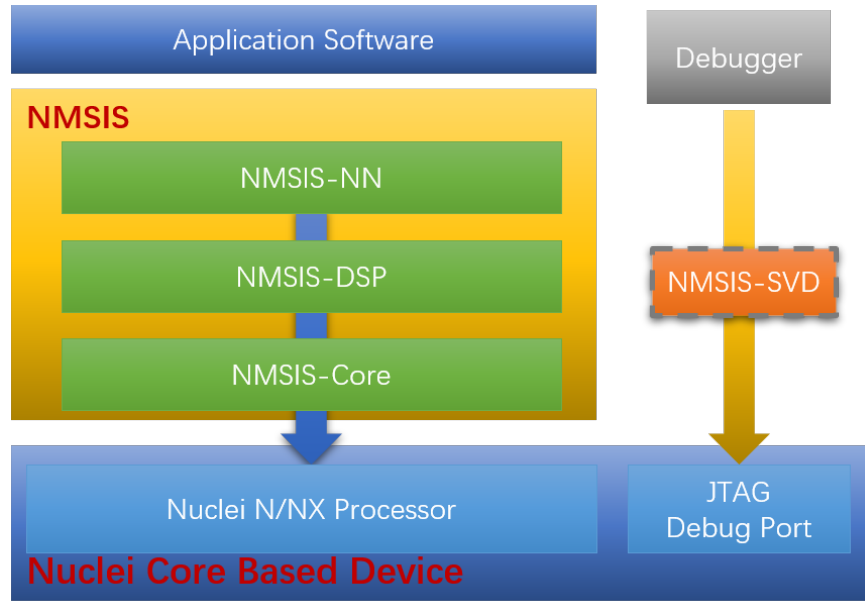 Application Software
Debugger
NMSIS
NMSIS-NN
NMSIS-DSP
NMSIS-SVD
NMSIS-Core
Nuclei N/NX Processor
JTAG
Debug Port
Nuclei Core Based Device